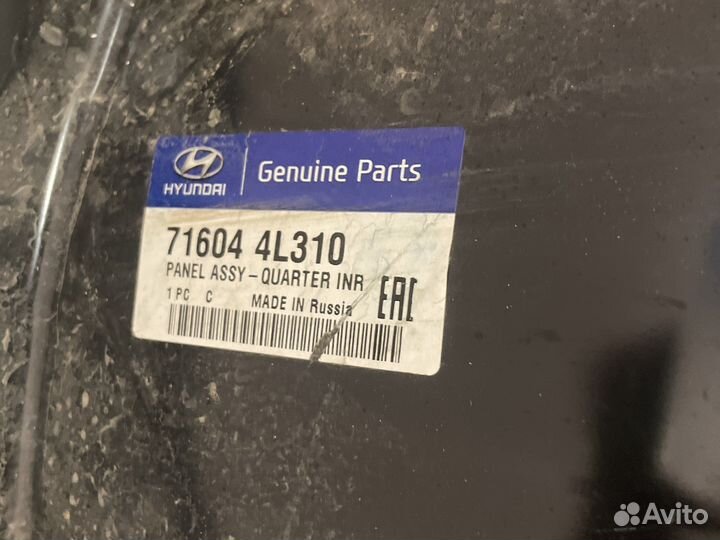 HYUNDAI
Genuine Parts
71604 4L310
PANEL ASSY-QUARTER INR
1 PC C MADE IN Russia
EAC
Avito